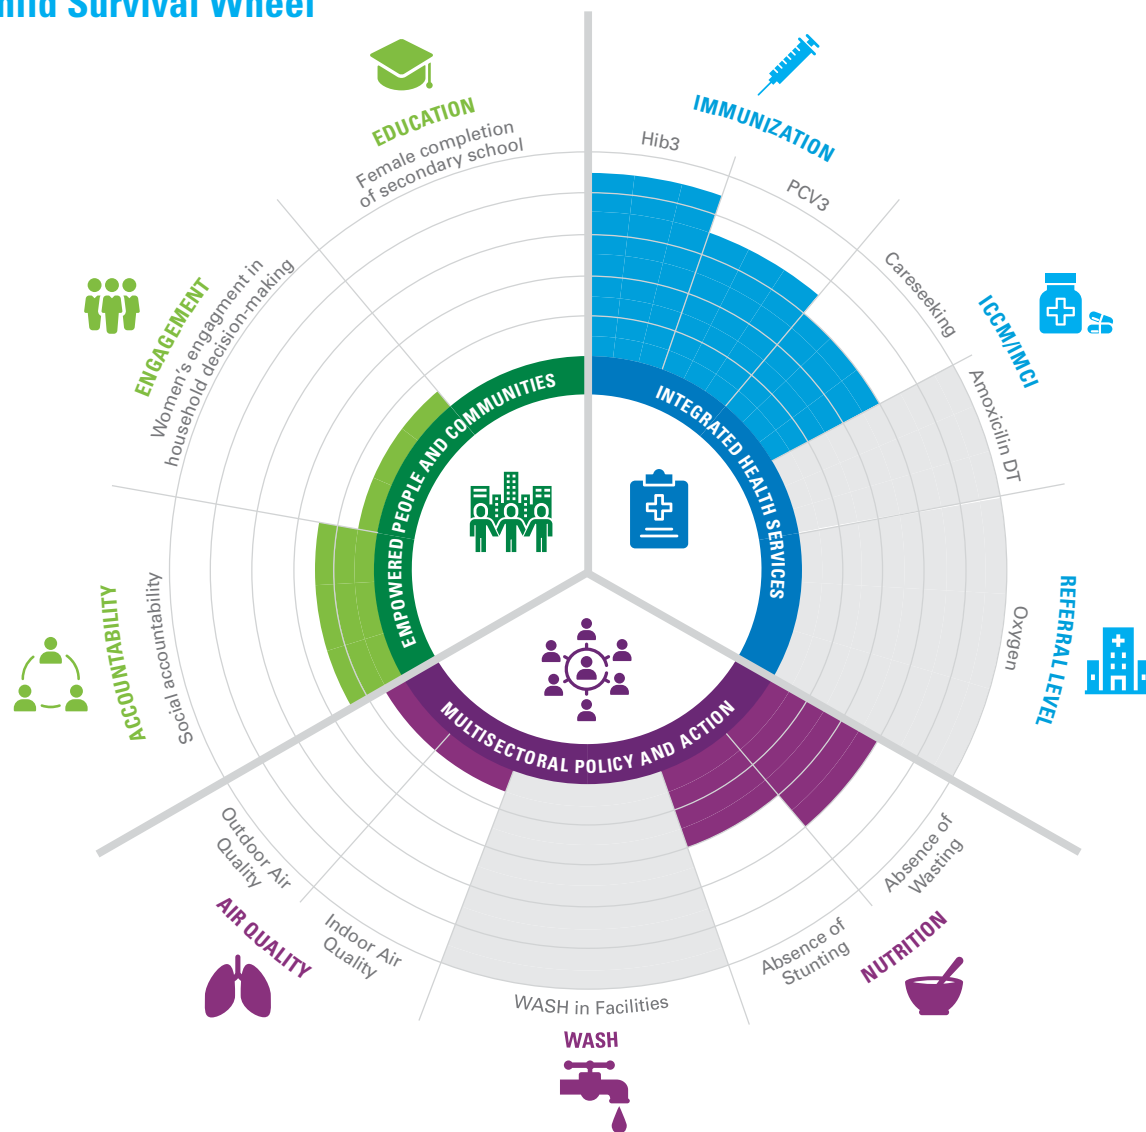 Child Survival Wheel
EDUCATION
Female completion
of secondary school
IMMUNIZATION
Hib3
PCV3
Careseeking
ICCM/IMCI
Amoxicilin DT
Oxygen
REFERRAL LEVEL
ENGAGEMENT
Women's engagment in
household decision-making
ACCOUNTABILITY
Social accountability
EMPOWERED PEOPLE AND COMMUNITIES
INTEGRATED HEALTH SERVICES
MULTISECTORAL POLICY AND ACTION
Outdoor Air
Quality
AIR QUALITY
Indoor Air
Quality
WASH in Facilities
WASH
Absence of
Stunting
Absence of
Wasting
NUTRITION